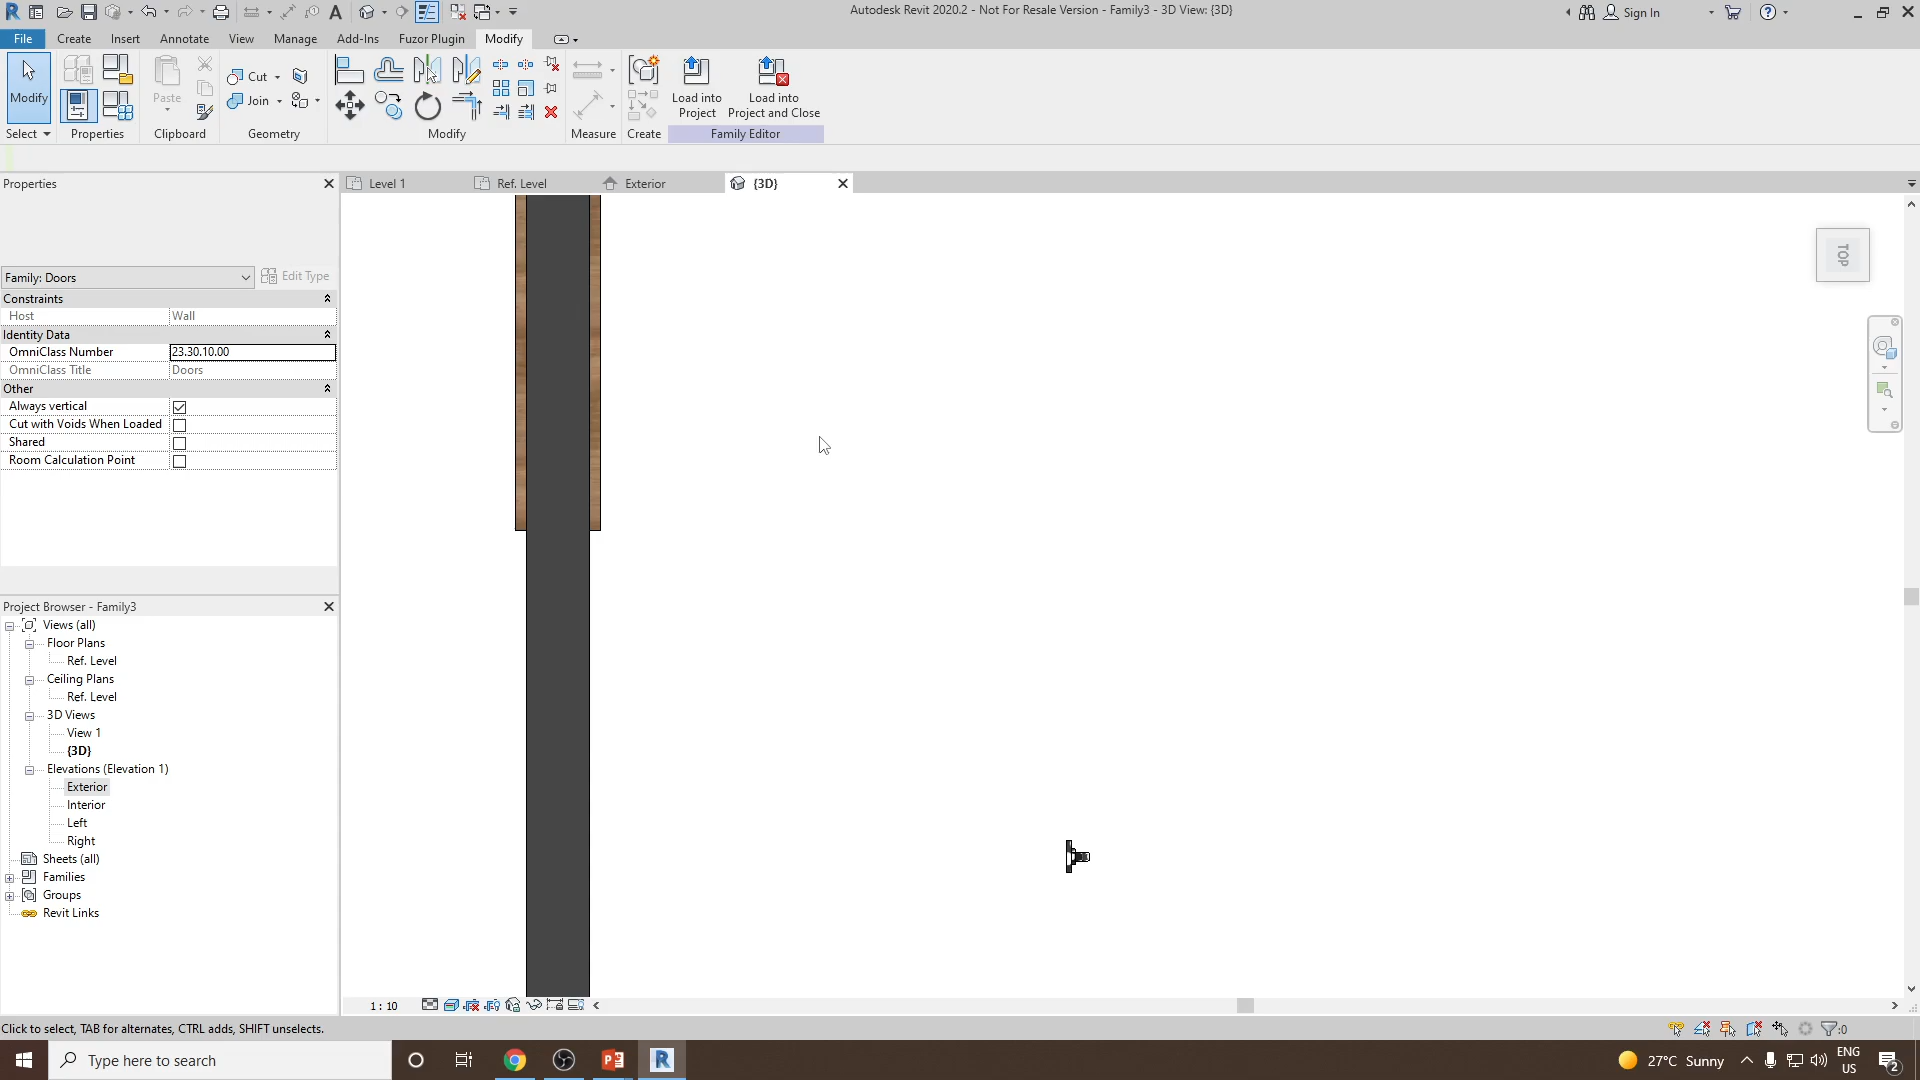 Autodesk Revit 2020.2 - Not For Resale Version - Family3 - 3D View: {3D}
Sign In
File Create Insert Annotate View Manage Add-Ins Fuzor Plugin Modify
Modify
Paste
Cut
Join
Load into Project
Load into Project and Close
Select Properties Clipboard Geometry Modify Measure Create Family Editor
Properties
Level 1
Ref. Level
Exterior
{3D}
TOP
Family: Doors
Edit Type
Constraints
Host Wall
Identity Data
OmniClass Number 23.30.10.00
OmniClass Title Doors
Other
Always vertical
Cut with Voids When Loaded
Shared
Room Calculation Point
Project Browser - Family3
Views (all)
Floor Plans
Ref. Level
Ceiling Plans
Ref. Level
3D Views
View 1
{3D}
Elevations (Elevation 1)
Exterior
Interior
Left
Right
Sheets (all)
Families
Groups
Revit Links
1 : 10
Click to select, TAB for alternates, CTRL adds, SHIFT unselects.
:0
Type here to search
27°C Sunny
ENG
US
2